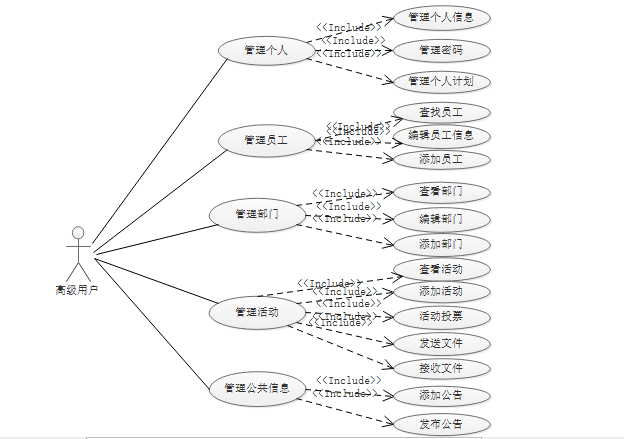 管理个人信息
<<Include>>
<<Include>>
管理个人
管理密码
<<Include>>
管理个人计划
查找员工
<<Include>>
<<Include>>
编辑员工信息
管理员工
<<Include>>
添加员工
查看部门
<<Include>>
<<Include>>
管理部门
编辑部门
<<Include>>
添加部门
查看活动
<<Include>>
高级用户
<<Include>>
添加活动
<<Include>>
管理活动
活动投票
<<Include>>
<<Include>>
发送文件
接收文件
<<Include>>
管理公共信息
<<Include>>
添加公告
发布公告